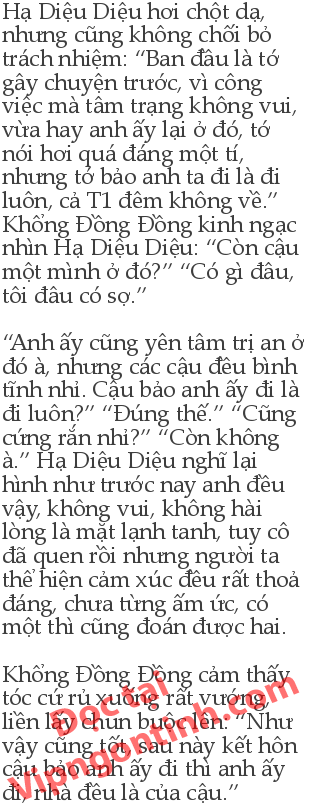 Hạ Diệu Diệu hơi chột dạ,
nhưng cũng không chối bỏ
trách nhiệm: “Ban đầu là tớ
gây chuyện trước, vì công
việc mà tâm trạng không vui,
vừa hay anh ấy lại ở đó, tớ
nói hơi quá đáng một tí,
nhưng tớ bảo anh ta đi là đi
luôn, cả T1 đêm không về.”
Khổng Đồng Đồng kinh ngạc
nhìn Hạ Diệu Diệu: “Còn cậu
một mình ở đó?” “Có gì đâu,
tôi đâu có sợ.”
“Anh ấy cũng yên tâm trị an ở
đó à, nhưng các cậu đều bình
tĩnh nhỉ. Cậu bảo anh ấy đi là
đi luôn?” “Đúng thế.” “Cũng
cứng rắn nhỉ?” “Còn không
à.” Hạ Diệu Diệu nghĩ lại
hình như trước nay anh đều
vậy, không vui, không hài
lòng là mặt lạnh tanh, tuy cô
đã quen rồi nhưng người ta
thể hiện cảm xúc đều rất thoả
đáng, chưa từng ấm ức, có
một thì cũng đoán được hai.
Khổng Đồng Đồng cảm thấy
tóc cứ rủ xuống rất vướng,
liền lấy chun buộc lên: “Như
vậy cũng tốt, sau này kết hôn
cậu bảo anh ấy đi thì anh ấy
đi, nhà đều là của cậu.”
Đọc tại
Vipngontinh.com